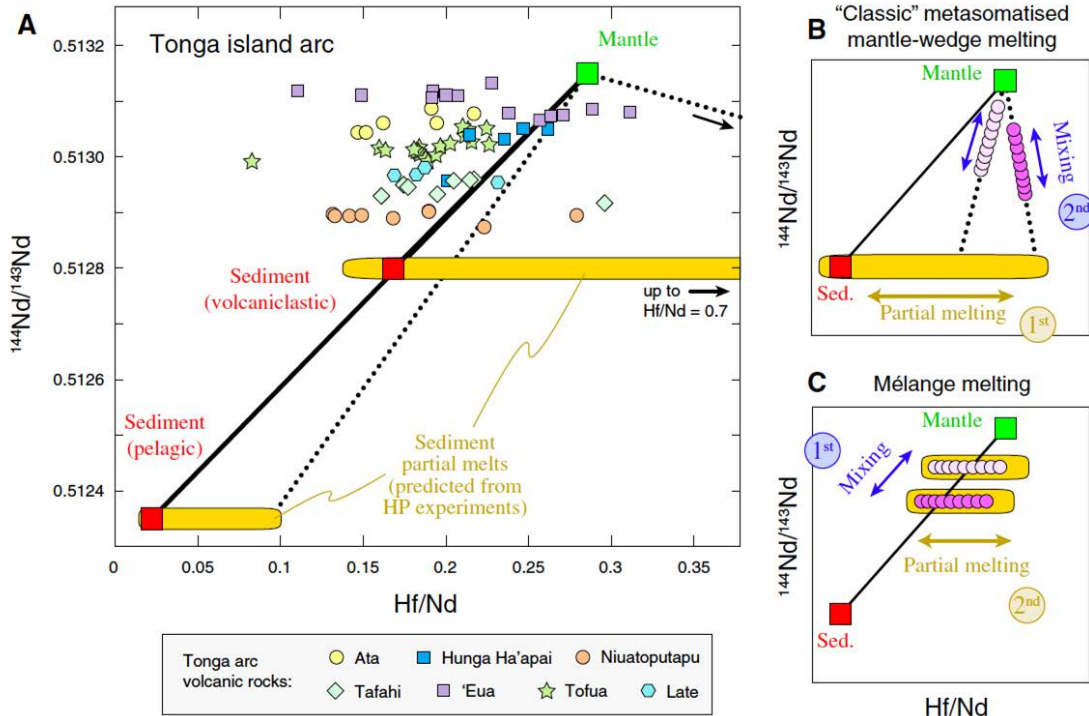 A
Tonga island arc
Mantle
0.5132
0.5130
0.5128
0.5126
0.5124
¹⁴⁴Nd/¹⁴³Nd
Sediment
(volcaniclastic)
up to
Hf/Nd = 0.7
Sediment
(pelagic)
Sediment
partial melts
(predicted from
HP experiments)
0
0.05
0.1
0.15
0.2
0.25
0.3
0.35
Hf/Nd
Tonga arc
volcanic rocks:
Ata
Hunga Ha'apai
Niuatoputapu
Tafahi
'Eua
Tofua
Late
"Classic" metasomatised
B
mantle-wedge melting
Mantle
Mixing
2nd
¹⁴⁴Nd/¹⁴³Nd
Sed.
Partial melting
1st
C
Mélange melting
Mantle
1st
Mixing
¹⁴⁴Nd/¹⁴³Nd
Partial melting
2nd
Sed.
Hf/Nd